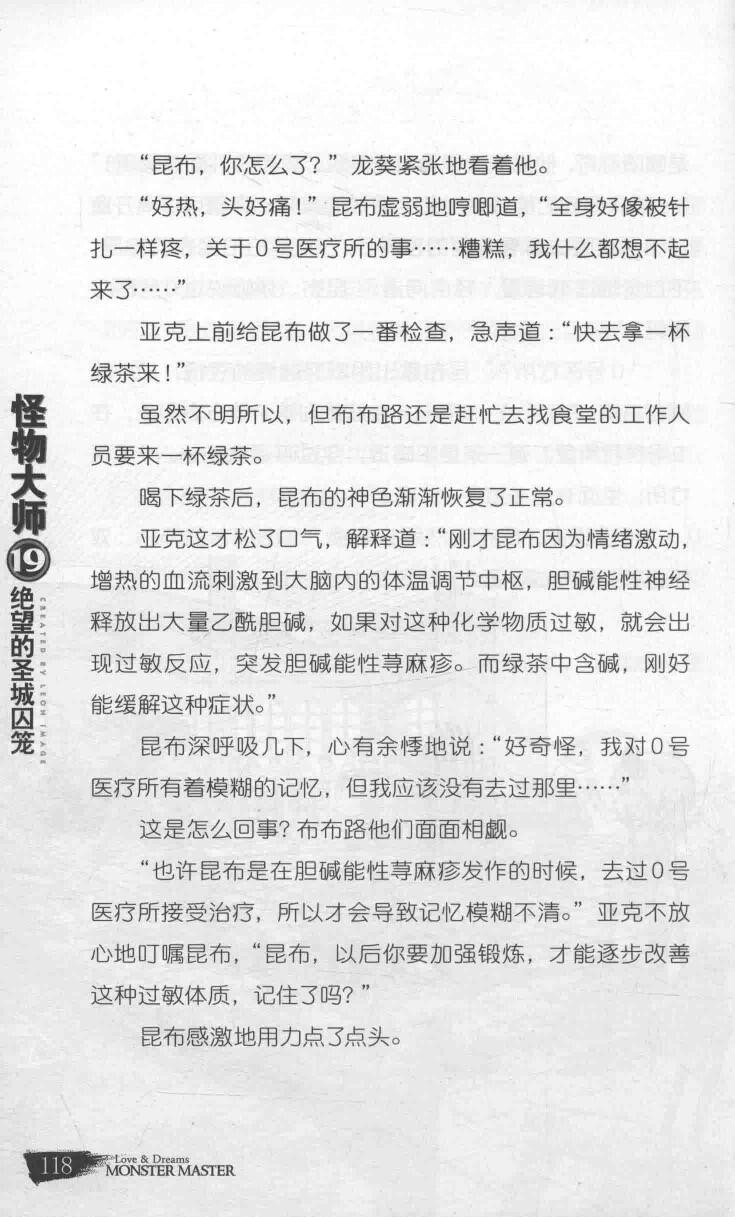 “昆布，你怎么了？”龙葵紧张地看着他。
“好热，头好痛！”昆布虚弱地哼唧道，“全身好像被针
扎一样疼，关于0号医疗所的事……糟糕，我什么都想不起
来了……”
亚克上前给昆布做了一番检查，急声道：“快去拿一杯
绿茶来！”
虽然不明所以，但布布路还是赶忙去找食堂的工作人
员要来一杯绿茶。
喝下绿茶后，昆布的神色渐渐恢复了正常。
亚克这才松了口气，解释道：“刚才昆布因为情绪激动，
增热的血流刺激到大脑内的体温调节中枢，胆碱能性神经
释放出大量乙酰胆碱，如果对这种化学物质过敏，就会出
现过敏反应，突发胆碱能性荨麻疹。而绿茶中含碱，刚好
能缓解这种症状。”
昆布深呼吸几下，心有余悸地说：“好奇怪，我对0号
医疗所有着模糊的记忆，但我应该没有去过那里……”
这是怎么回事？布布路他们面面相觑。
“也许昆布是在胆碱能性荨麻疹发作的时候，去过0号
医疗所接受治疗，所以才会导致记忆模糊不清。”亚克不放
心地叮嘱昆布，“昆布，以后你要加强锻炼，才能逐步改善
这种过敏体质，记住了吗？”
昆布感激地用力点了点头。
怪物大师19绝望的圣城囚笼
CREATED BY LEON IMAGE
118
Love & Dreams
MONSTER MASTER